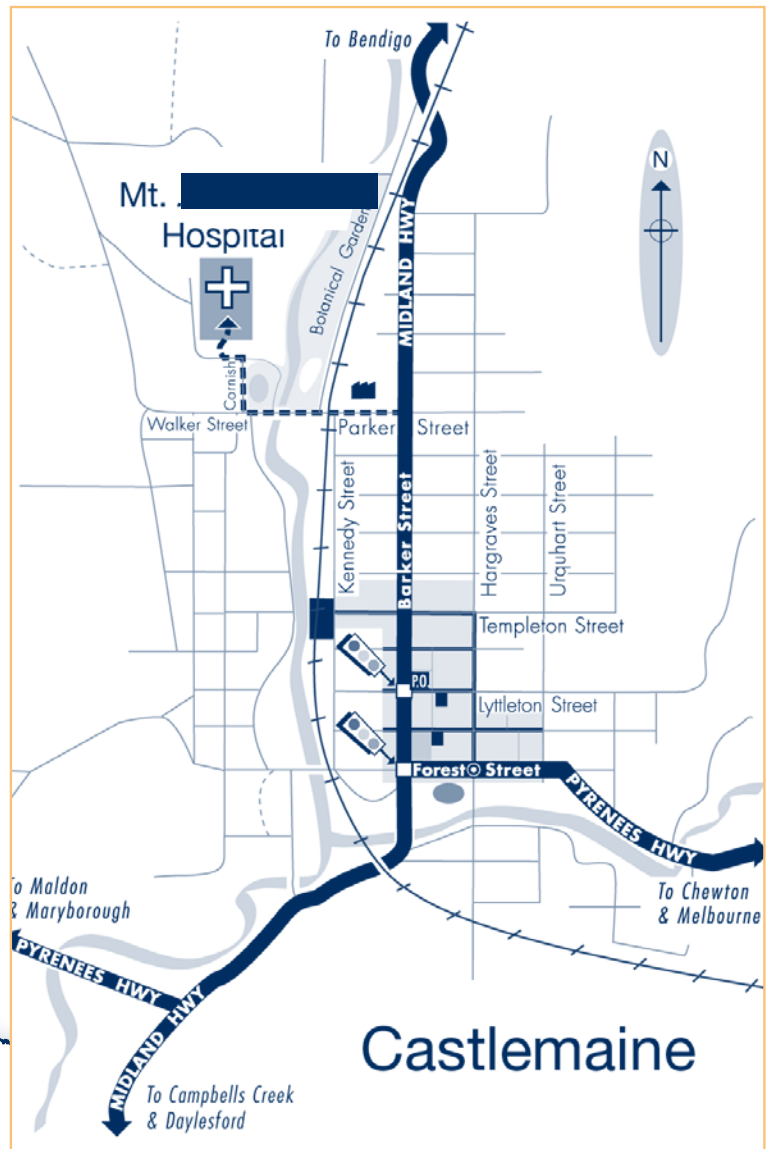 To Bendigo
N
Mt.
Hospital
Botanical Garden
MIDLAND HWY
Cornish
Walker Street
Parker Street
Kennedy Street
Barker Street
Hargraves Street
Urquhart Street
Templeton Street
P.O.
Lyttleton Street
Forest Street
PYRENEES HWY
To Maldon
& Maryborough
To Chewton
& Melbourne
PYRENEES HWY
MIDLAND HWY
Castlemaine
To Campbells Creek
& Daylesford